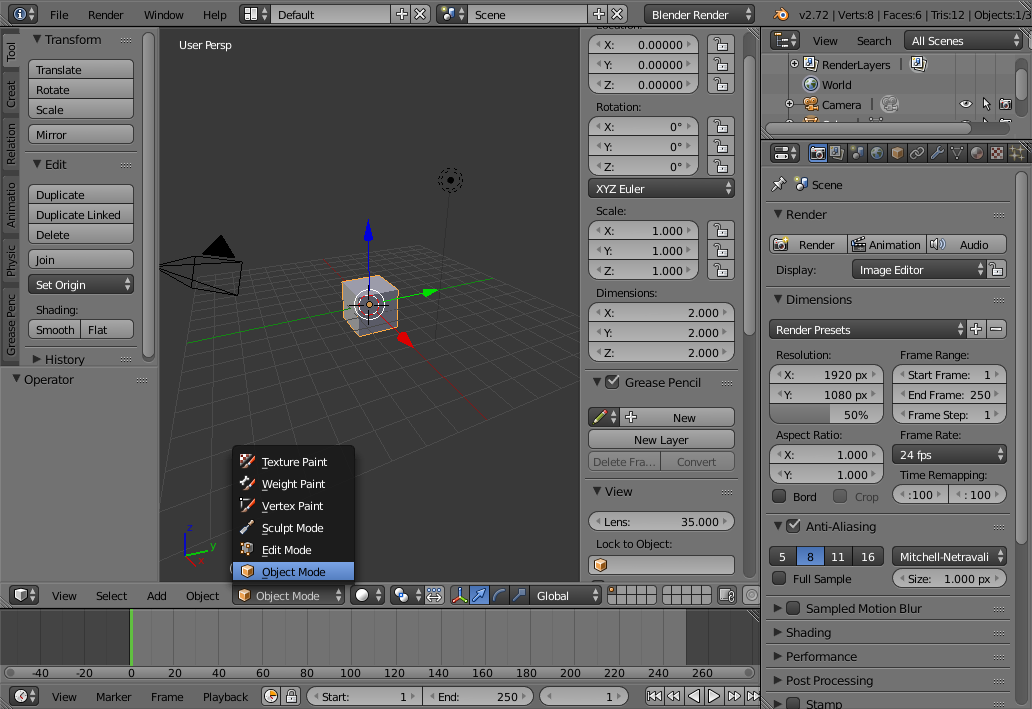 File Render Window Help Default Scene Blender Render v2.72 | Verts:8 | Faces:6 | Tris:12 | Objects:1/3
Tool
Creat
Relation
Animatio
Physic
Grease Penc
Transform
Translate
Rotate
Scale
Mirror
Edit
Duplicate
Duplicate Linked
Delete
Join
Set Origin
Shading:
Smooth Flat
History
Operator
User Persp
z
y
x
Texture Paint
Weight Paint
Vertex Paint
Sculpt Mode
Edit Mode
Object Mode
Location:
X: 0.00000
Y: 0.00000
Z: 0.00000
Rotation:
X: 0°
Y: 0°
Z: 0°
XYZ Euler
Scale:
X: 1.000
Y: 1.000
Z: 1.000
Dimensions:
X: 2.000
Y: 2.000
Z: 2.000
Grease Pencil
New
New Layer
Delete Fra... Convert
View
Lens: 35.000
Lock to Object:
View Select Add Object Object Mode Global
-40 -20 0 20 40 60 80 100 120 140 160 180 200 220 240 260
View Marker Frame Playback Start: 1 End: 250 1
View Search All Scenes
RenderLayers
World
Camera
Scene
Render
Render Animation Audio
Display: Image Editor
Dimensions
Render Presets
Resolution: Frame Range:
X: 1920 px Start Frame: 1
Y: 1080 px End Frame: 250
50% Frame Step: 1
Aspect Ratio: Frame Rate:
X: 1.000 24 fps
Y: 1.000 Time Remapping:
Bord Crop :100 : 100
Anti-Aliasing
5 8 11 16 Mitchell-Netravali
Full Sample Size: 1.000 px
Sampled Motion Blur
Shading
Performance
Post Processing
Stamp